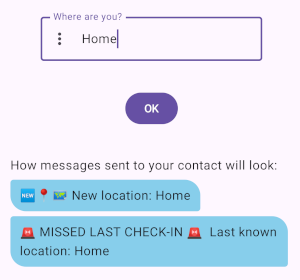 Where are you?
Home
OK
How messages sent to your contact will look:
🆕📍🗺️ New location: Home
🚨 MISSED LAST CHECK-IN 🚨 Last known
location: Home